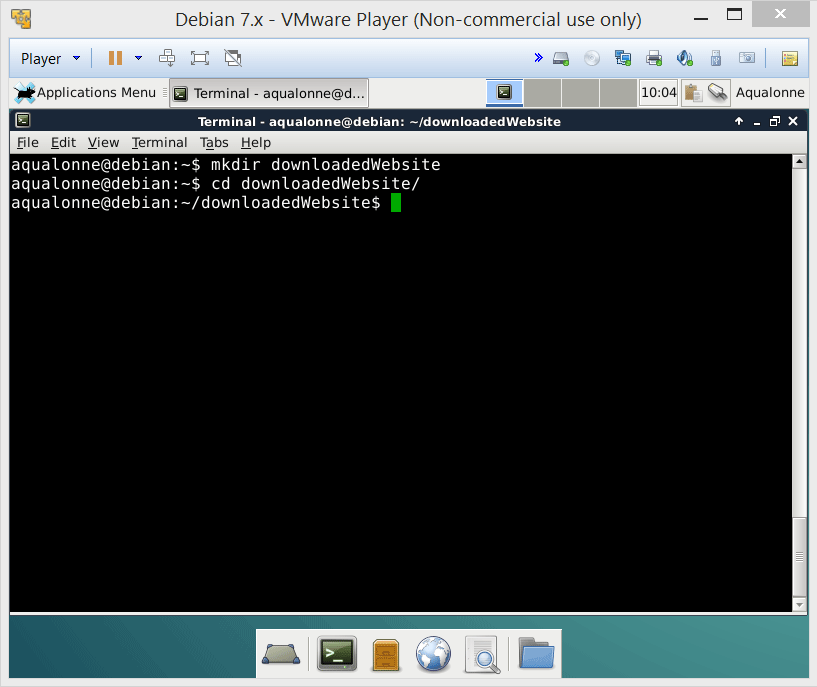 Debian 7.x - VMware Player (Non-commercial use only)
Player
Applications Menu Terminal - aqualonne@d... 10:04 Aqualonne
Terminal - aqualonne@debian: ~/downloadedWebsite
File Edit View Terminal Tabs Help
aqualonne@debian:~$ mkdir downloadedWebsite
aqualonne@debian:~$ cd downloadedWebsite/
aqualonne@debian:~/downloadedWebsite$